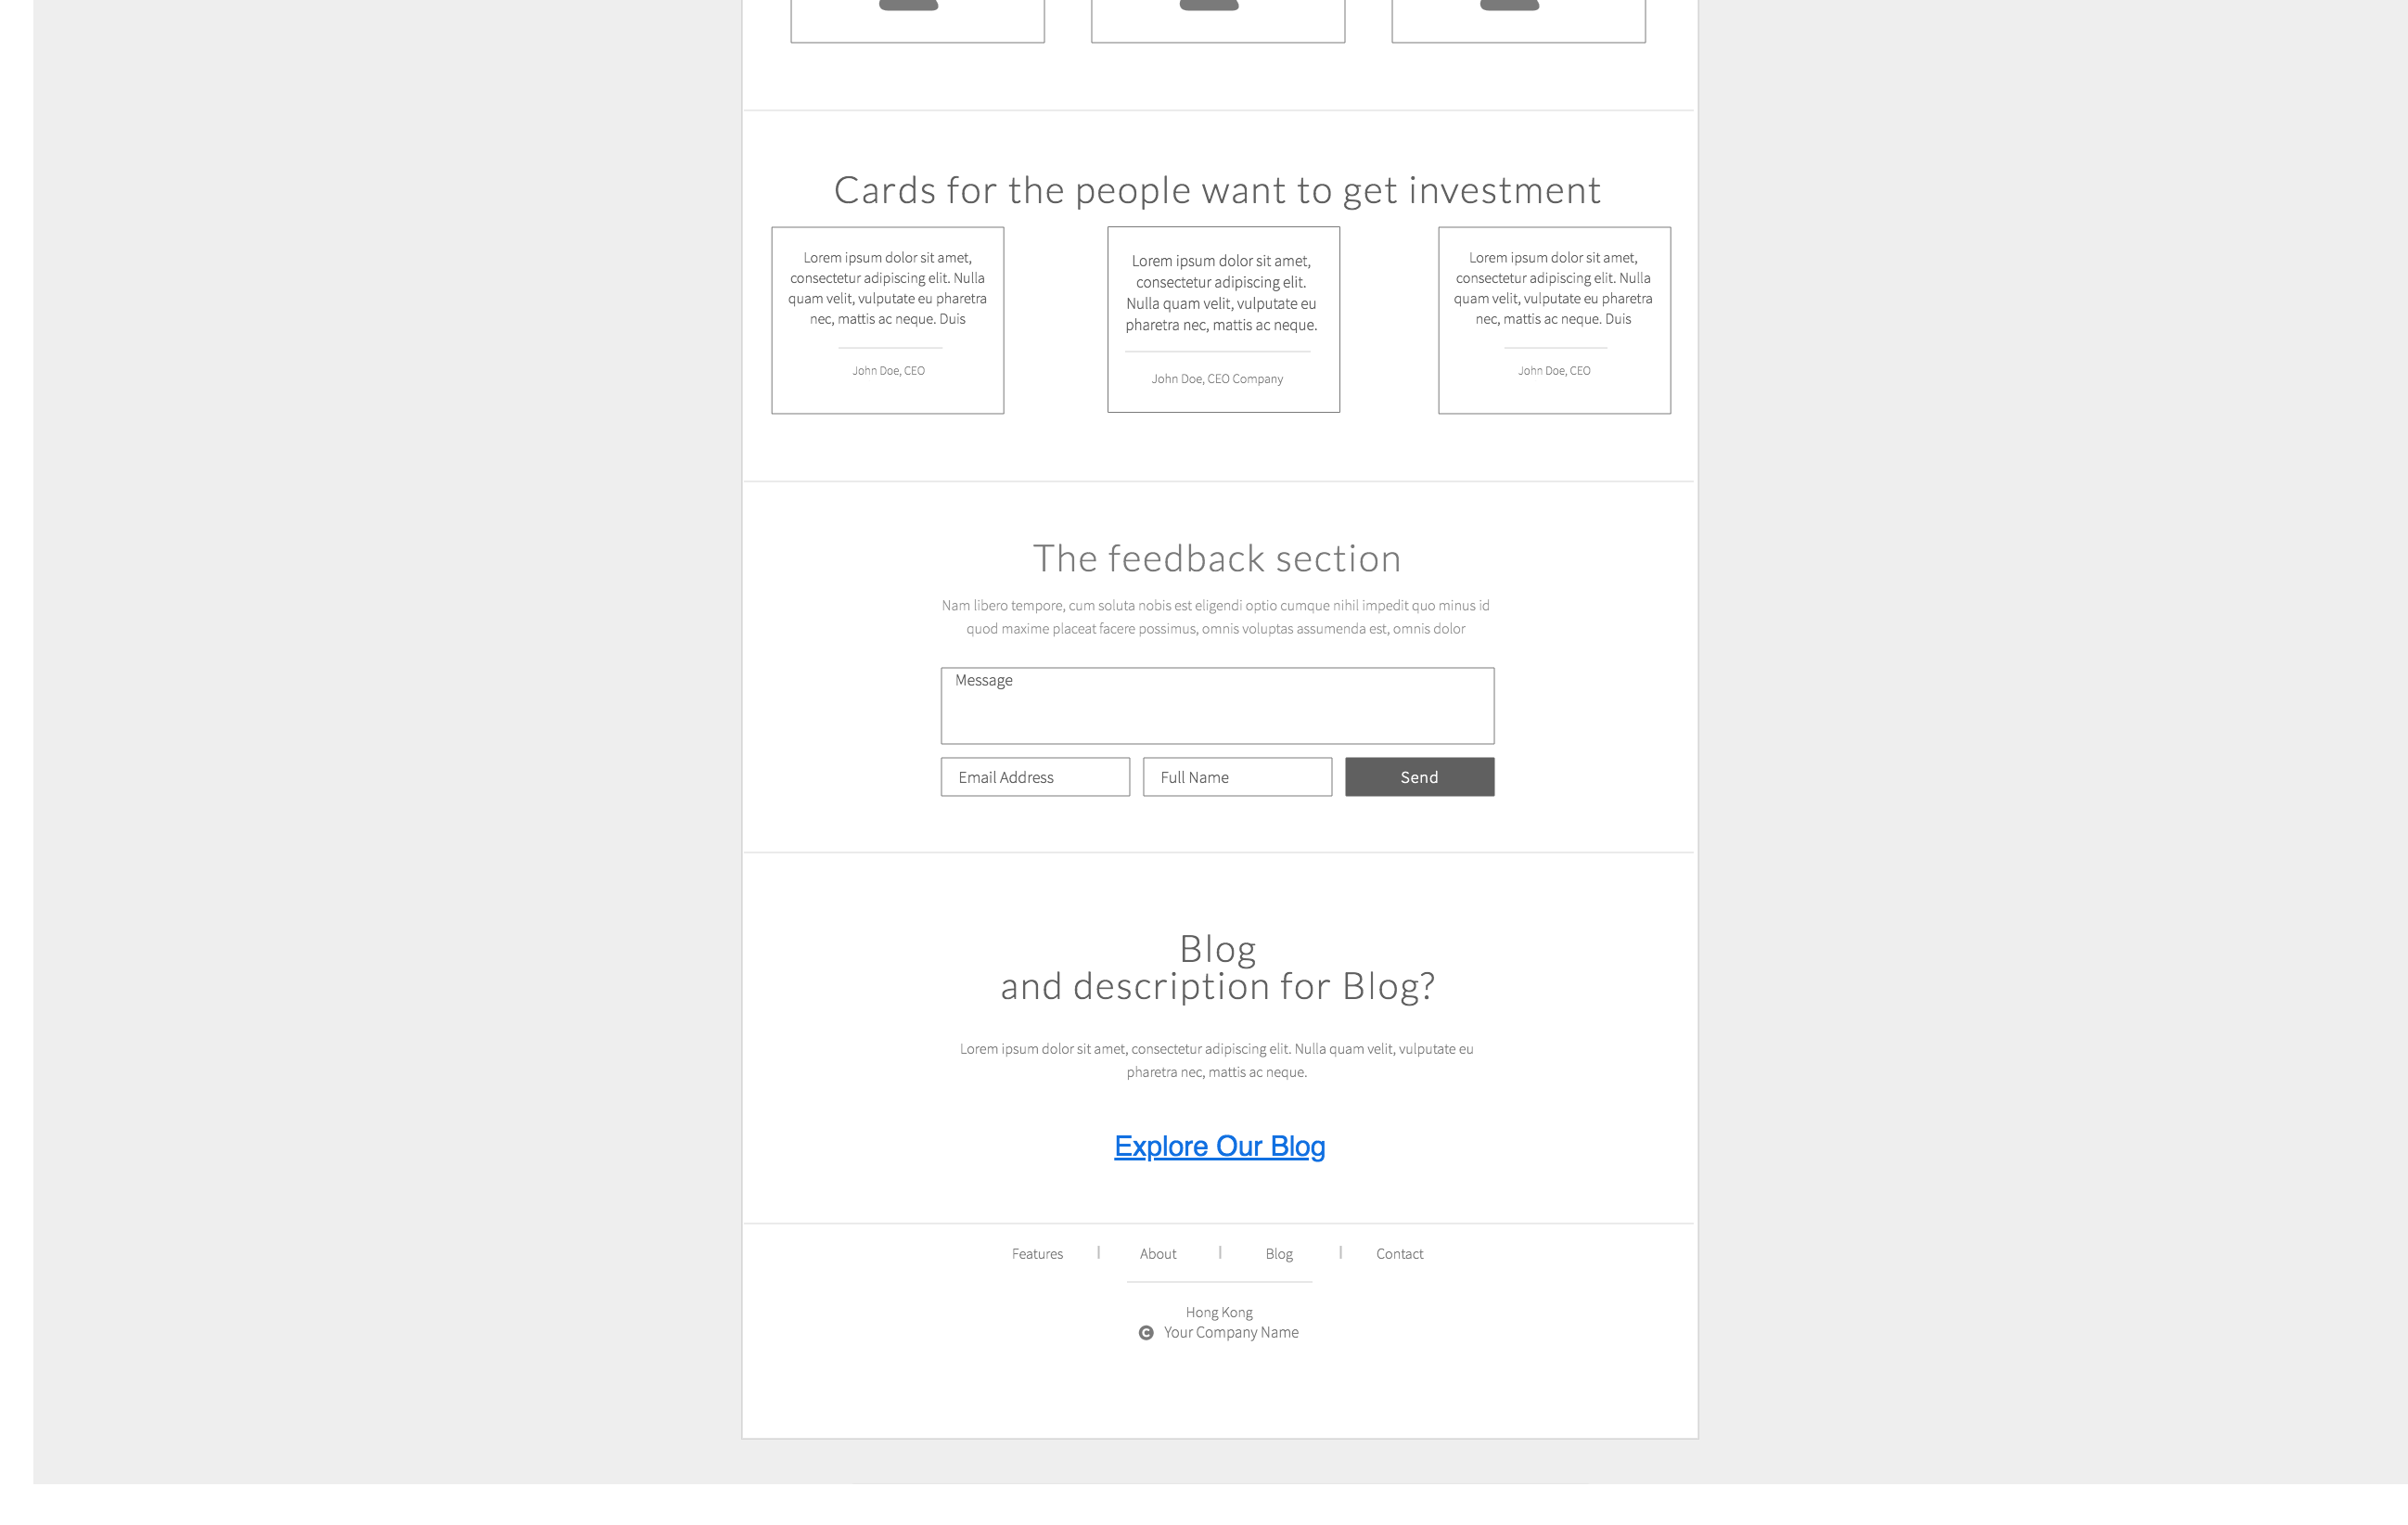 Cards for the people want to get investment
Lorem ipsum dolor sit amet,
consectetur adipiscing elit. Nulla
quam velit, vulputate eu pharetra
nec, mattis ac neque. Duis
John Doe, CEO
Lorem ipsum dolor sit amet,
consectetur adipiscing elit.
Nulla quam velit, vulputate eu
pharetra nec, mattis ac neque.
John Doe, CEO Company
Lorem ipsum dolor sit amet,
consectetur adipiscing elit. Nulla
quam velit, vulputate eu pharetra
nec, mattis ac neque. Duis
John Doe, CEO
The feedback section
Nam libero tempore, cum soluta nobis est eligendi optio cumque nihil impedit quo minus id
quod maxime placeat facere possimus, omnis voluptas assumenda est, omnis dolor
Message
Email Address
Full Name
Send
Blog
and description for Blog?
Lorem ipsum dolor sit amet, consectetur adipiscing elit. Nulla quam velit, vulputate eu
pharetra nec, mattis ac neque.
Explore Our Blog
Features | About | Blog | Contact
Hong Kong
© Your Company Name